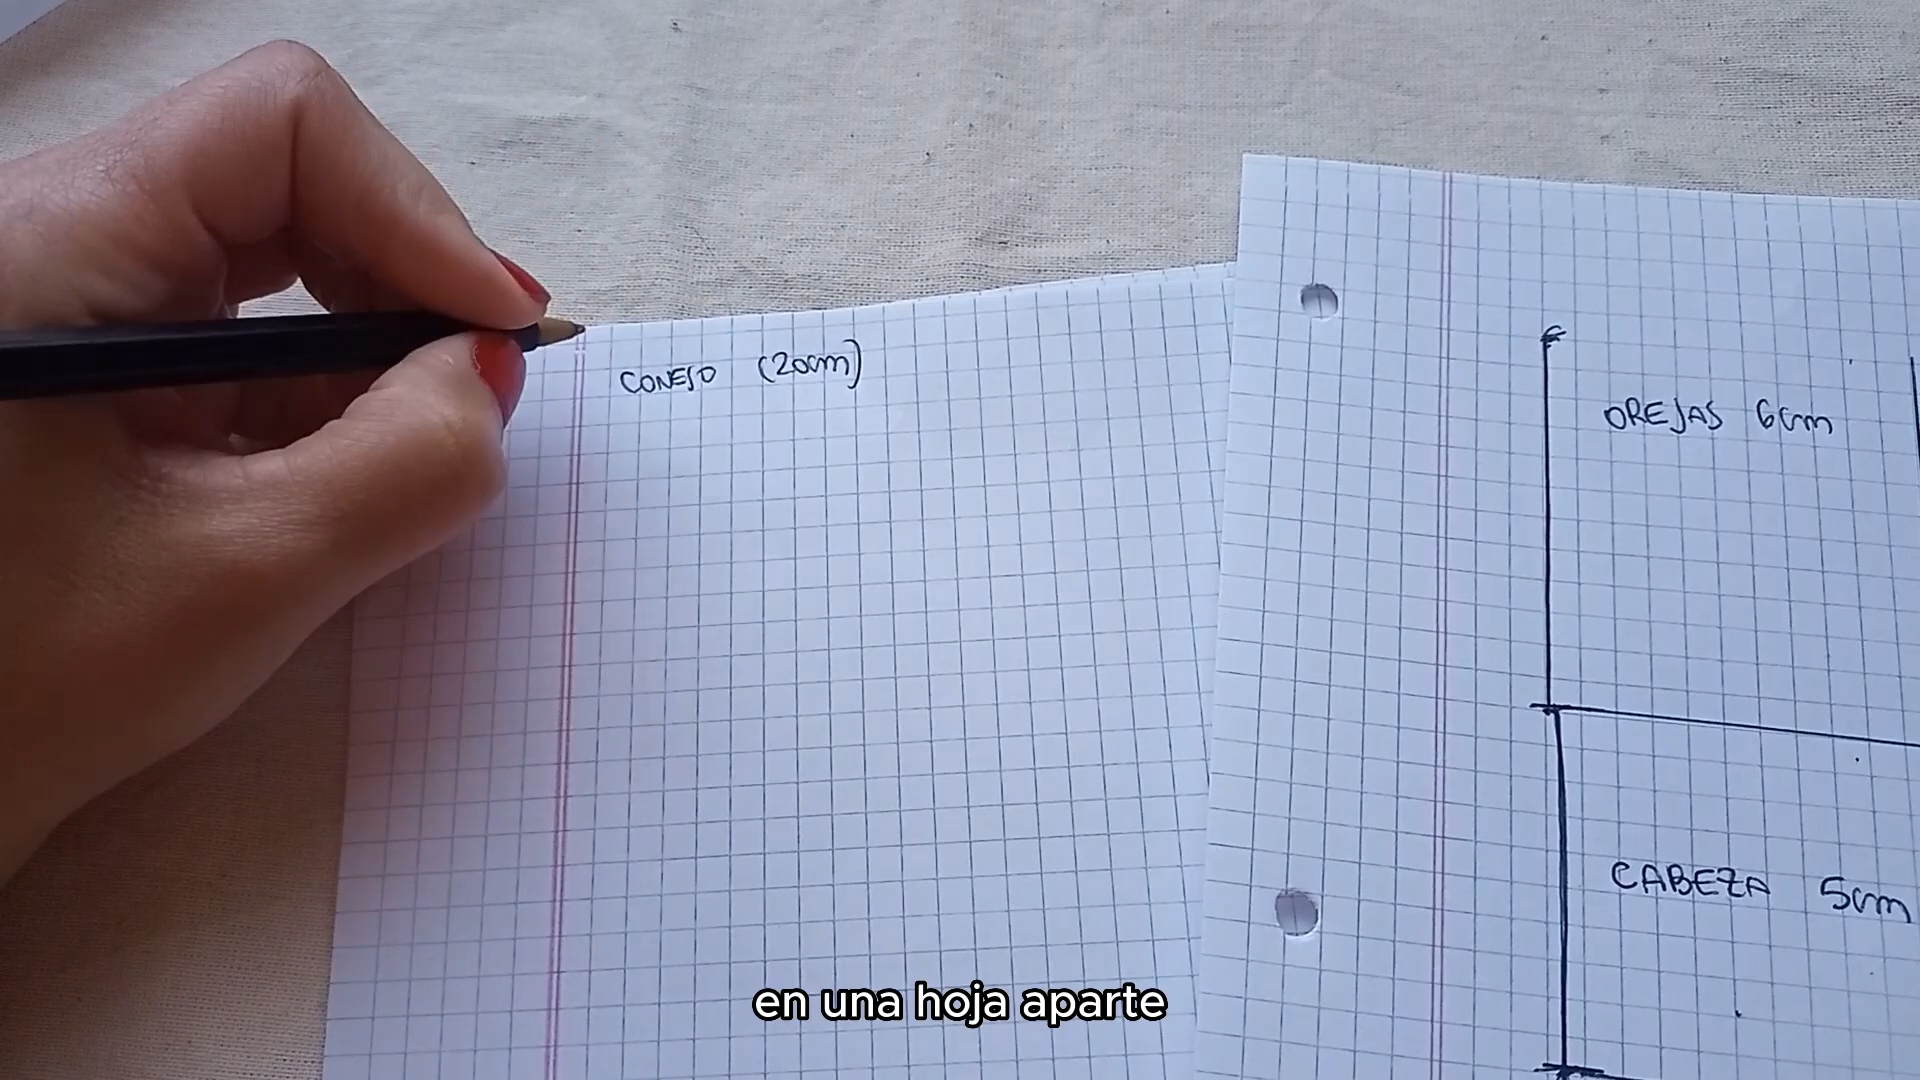 CONEJO (20cm)
OREJAS 6cm
CABEZA 5cm
en una hoja aparte